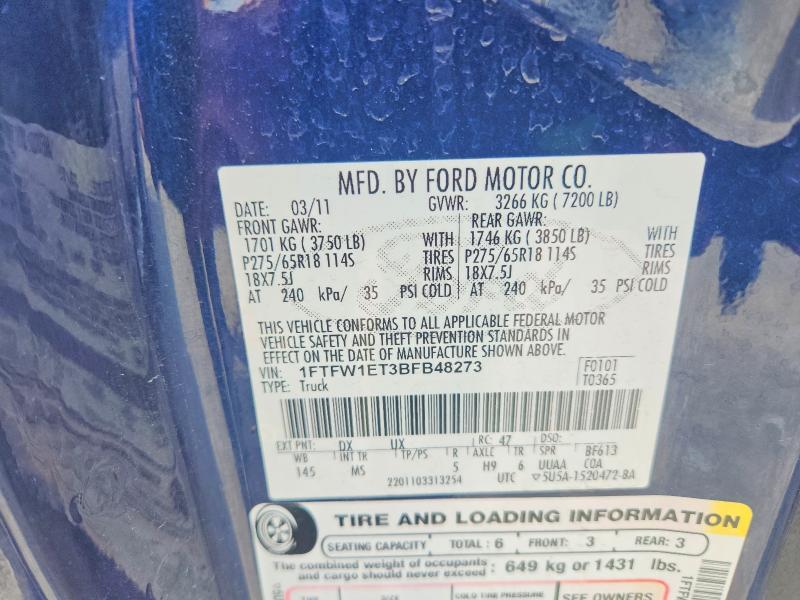 MFD. BY FORD MOTOR CO.
DATE: 03/11 GVWR: 3266 KG ( 7200 LB)
FRONT GAWR: REAR GAWR:
1701 KG ( 3750 LB) WITH 1746 KG ( 3850 LB) WITH
P275/65R18 114S TIRES P275/65R18 114S TIRES
18X7.5J RIMS 18X7.5J RIMS
AT 240 kPa/ 35 PSI COLD AT 240 kPa/ 35 PSI COLD
THIS VEHICLE CONFORMS TO ALL APPLICABLE FEDERAL MOTOR
VEHICLE SAFETY AND THEFT PREVENTION STANDARDS IN
EFFECT ON THE DATE OF MANUFACTURE SHOWN ABOVE.
VIN: 1FTFW1ET3BFB48273 F0101
TYPE: Truck T0365
EXT PNT: DX UX RC: 47 DSO:
WB INT TR TP/PS R AXLE TR SPR BF613
145 MS 5 H9 6 UUAA COA
2201103313254 UTC ▽5U5A-1520472-BA
TIRE AND LOADING INFORMATION
SEATING CAPACITY TOTAL: 6 FRONT: 3 REAR: 3
The combined weight of occupants and cargo should never exceed: 649 kg or 1431 lbs.
COLD TIRE PRESSURE SEE OWNERS